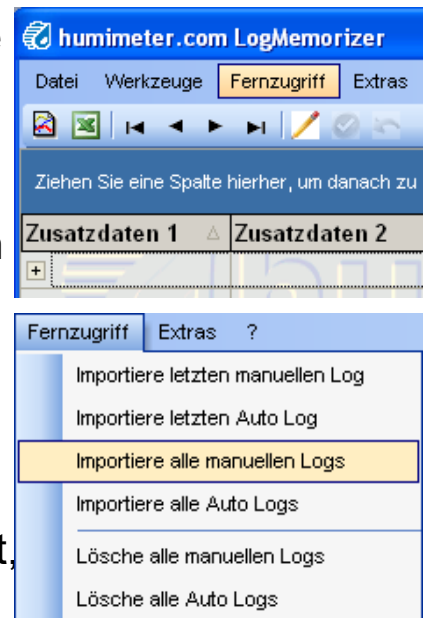 humimeter.com LogMemorizer
Datei Werkzeuge Fernzugriff Extras
Ziehen Sie eine Spalte hierher, um danach zu
Zusatzdaten 1 Zusatzdaten 2
Fernzugriff Extras ?
Importiere letzten manuellen Log
Importiere letzten Auto Log
Importiere alle manuellen Logs
Importiere alle Auto Logs
t,
Lösche alle manuellen Logs
Lösche alle Auto Logs